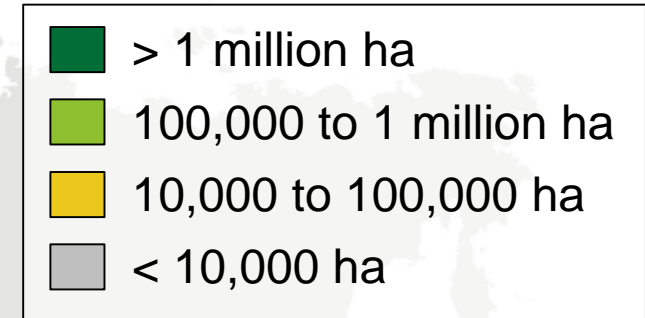 > 1 million ha
100,000 to 1 million ha
10,000 to 100,000 ha
< 10,000 ha